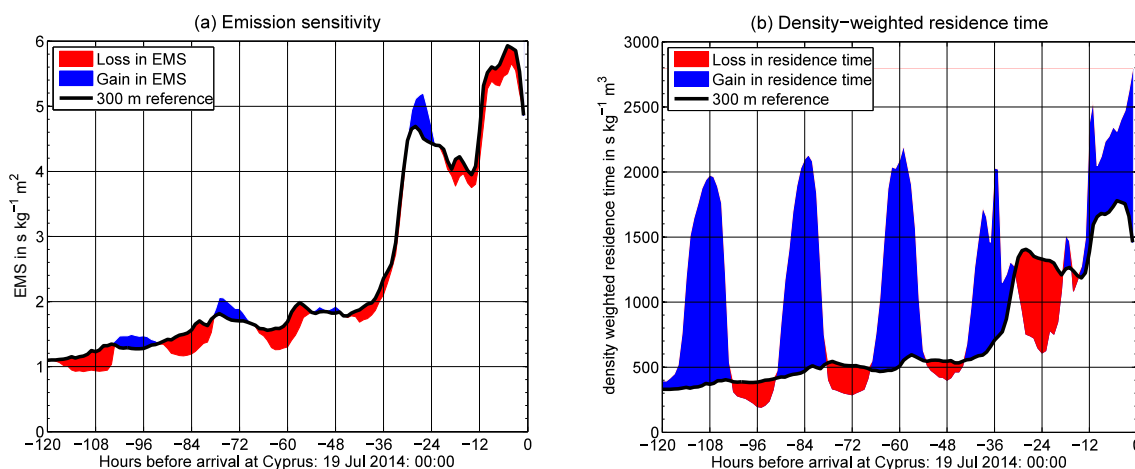 (a) Emission sensitivity
6
5
4
3
2
1
0
EMS in s kg⁻¹ m²
Loss in EMS
Gain in EMS
300 m reference
−120 −108 −96 −84 −72 −60 −48 −36 −24 −12 0
Hours before arrival at Cyprus: 19 Jul 2014: 00:00
(b) Density−weighted residence time
3000
2500
2000
1500
1000
500
0
density weighted residence time in s kg⁻¹ m³
Loss in residence time
Gain in residence time
300 m reference
−120 −108 −96 −84 −72 −60 −48 −36 −24 −12 0
Hours before arrival at Cyprus: 19 Jul 2014: 00:00